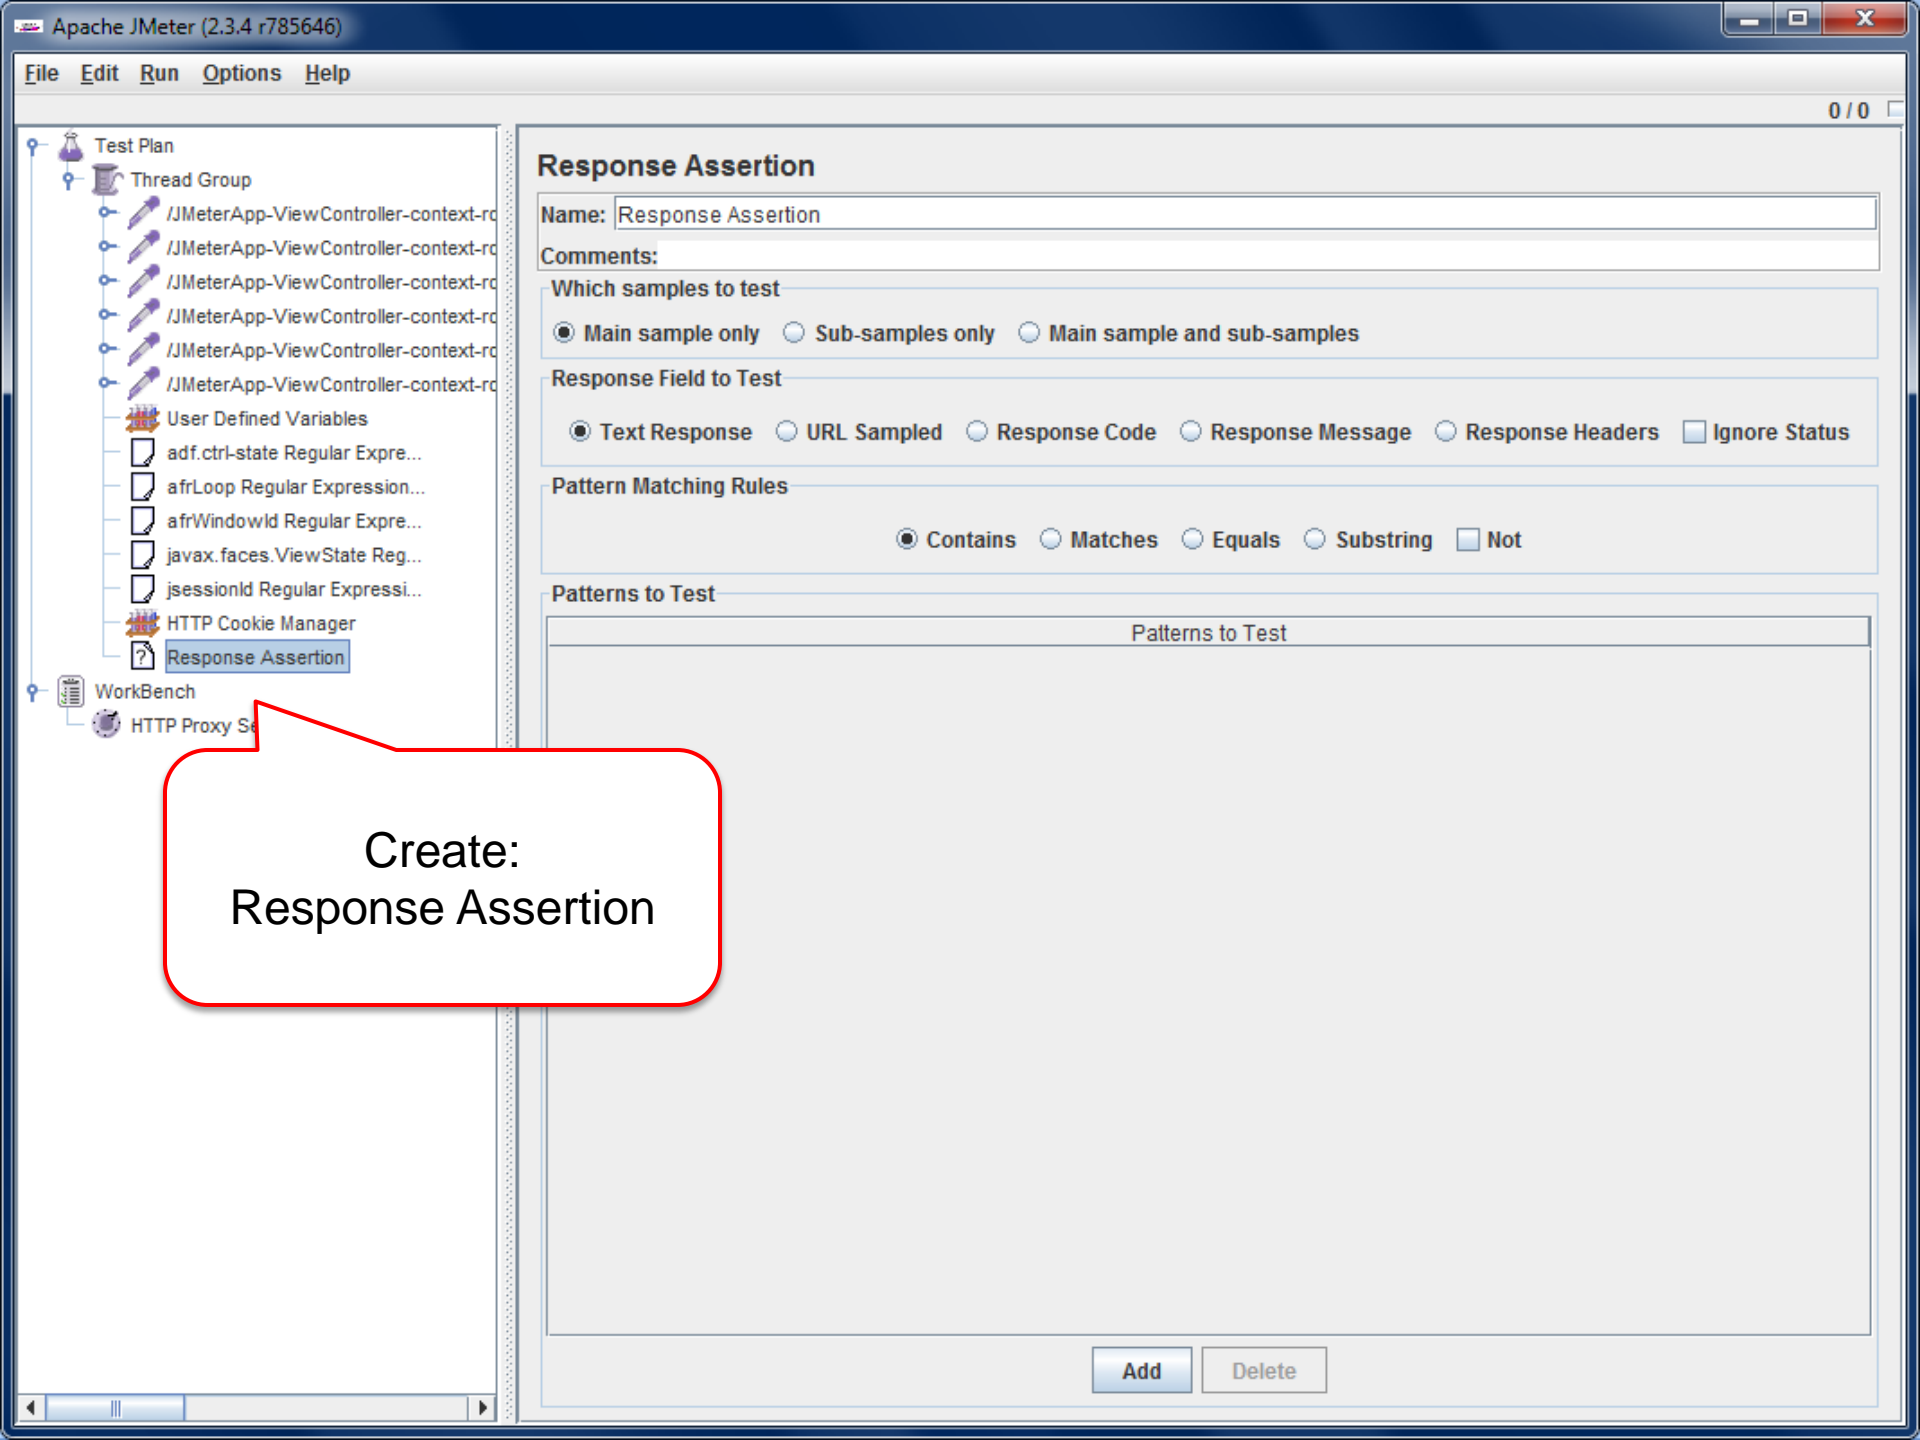 Apache JMeter (2.3.4 r785646)
File Edit Run Options Help
0 / 0
Test Plan
Thread Group
/JMeterApp-ViewController-context-ro
/JMeterApp-ViewController-context-ro
/JMeterApp-ViewController-context-ro
/JMeterApp-ViewController-context-ro
/JMeterApp-ViewController-context-ro
/JMeterApp-ViewController-context-ro
User Defined Variables
adf.ctrl-state Regular Expre...
afrLoop Regular Expression...
afrWindowId Regular Expre...
javax.faces.ViewState Reg...
jsessionId Regular Expressi...
HTTP Cookie Manager
Response Assertion
WorkBench
HTTP Proxy Se
Create:
Response Assertion
Response Assertion
Name: Response Assertion
Comments:
Which samples to test
Main sample only Sub-samples only Main sample and sub-samples
Response Field to Test
Text Response URL Sampled Response Code Response Message Response Headers Ignore Status
Pattern Matching Rules
Contains Matches Equals Substring Not
Patterns to Test
Patterns to Test
Add Delete